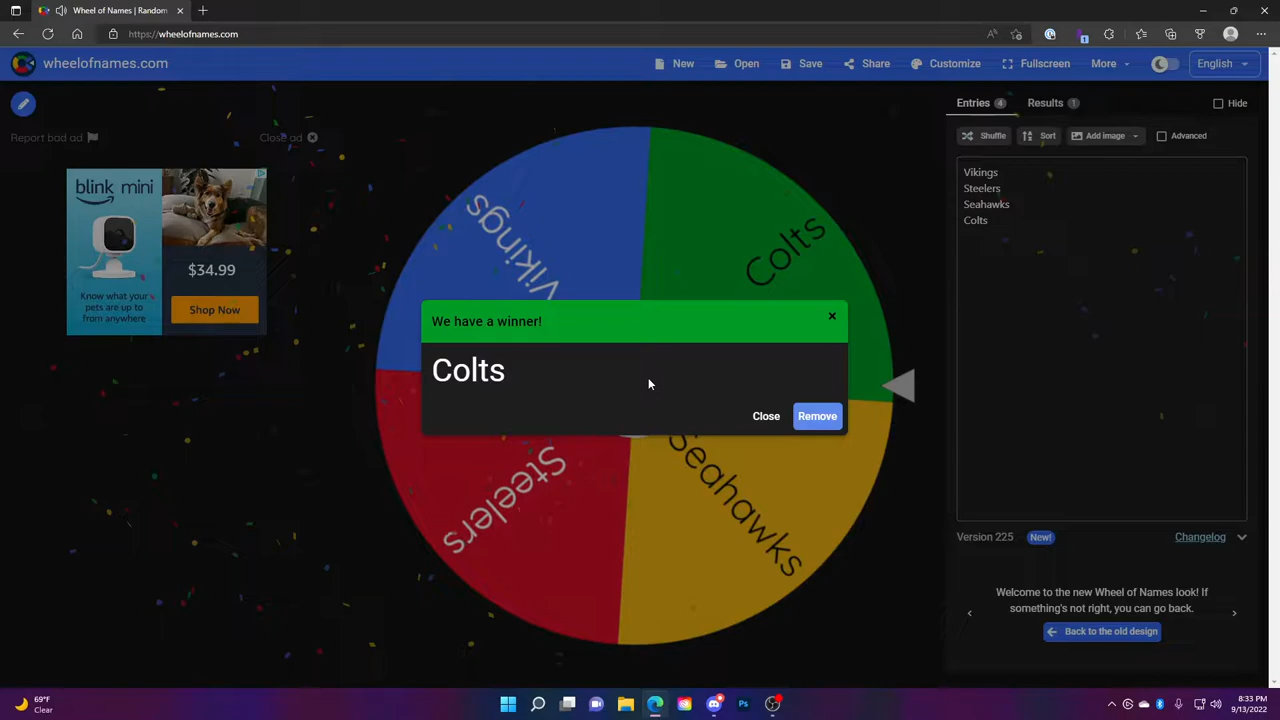 Wheel of Names | Random
https://wheelofnames.com
wheelofnames.com
New
Open
Save
Share
Customize
Fullscreen
More
English
Report bad ad
Close ad
blink mini
Know what your
pets are up to
from anywhere
$34.99
Shop Now
Vikings
Colts
Steelers
Seahawks
We have a winner!
Colts
Close
Remove
Entries 4
Results 1
Hide
Shuffle
Sort
Add image
Advanced
Vikings
Steelers
Seahawks
Colts
Version 225
New!
Changelog
Welcome to the new Wheel of Names look! If
something's not right, you can go back.
Back to the old design
69°F
Clear
Ps
8:33 PM
9/13/2022